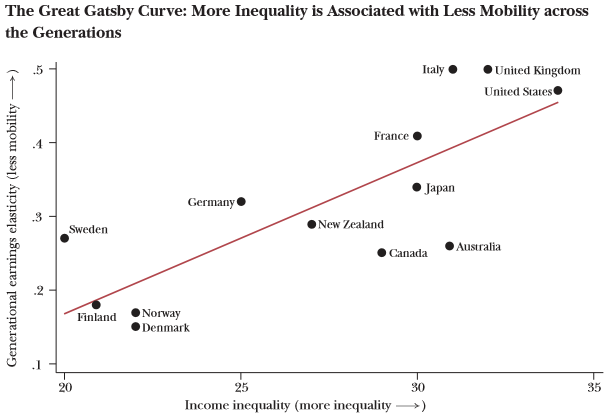 The Great Gatsby Curve: More Inequality is Associated with Less Mobility across
the Generations
Generational earnings elasticity (less mobility ⟶)
.5
.4
.3
.2
.1
Italy
United Kingdom
United States
France
Japan
Germany
New Zealand
Sweden
Canada
Australia
Finland
Norway
Denmark
20
25
30
35
Income inequality (more inequality ⟶)